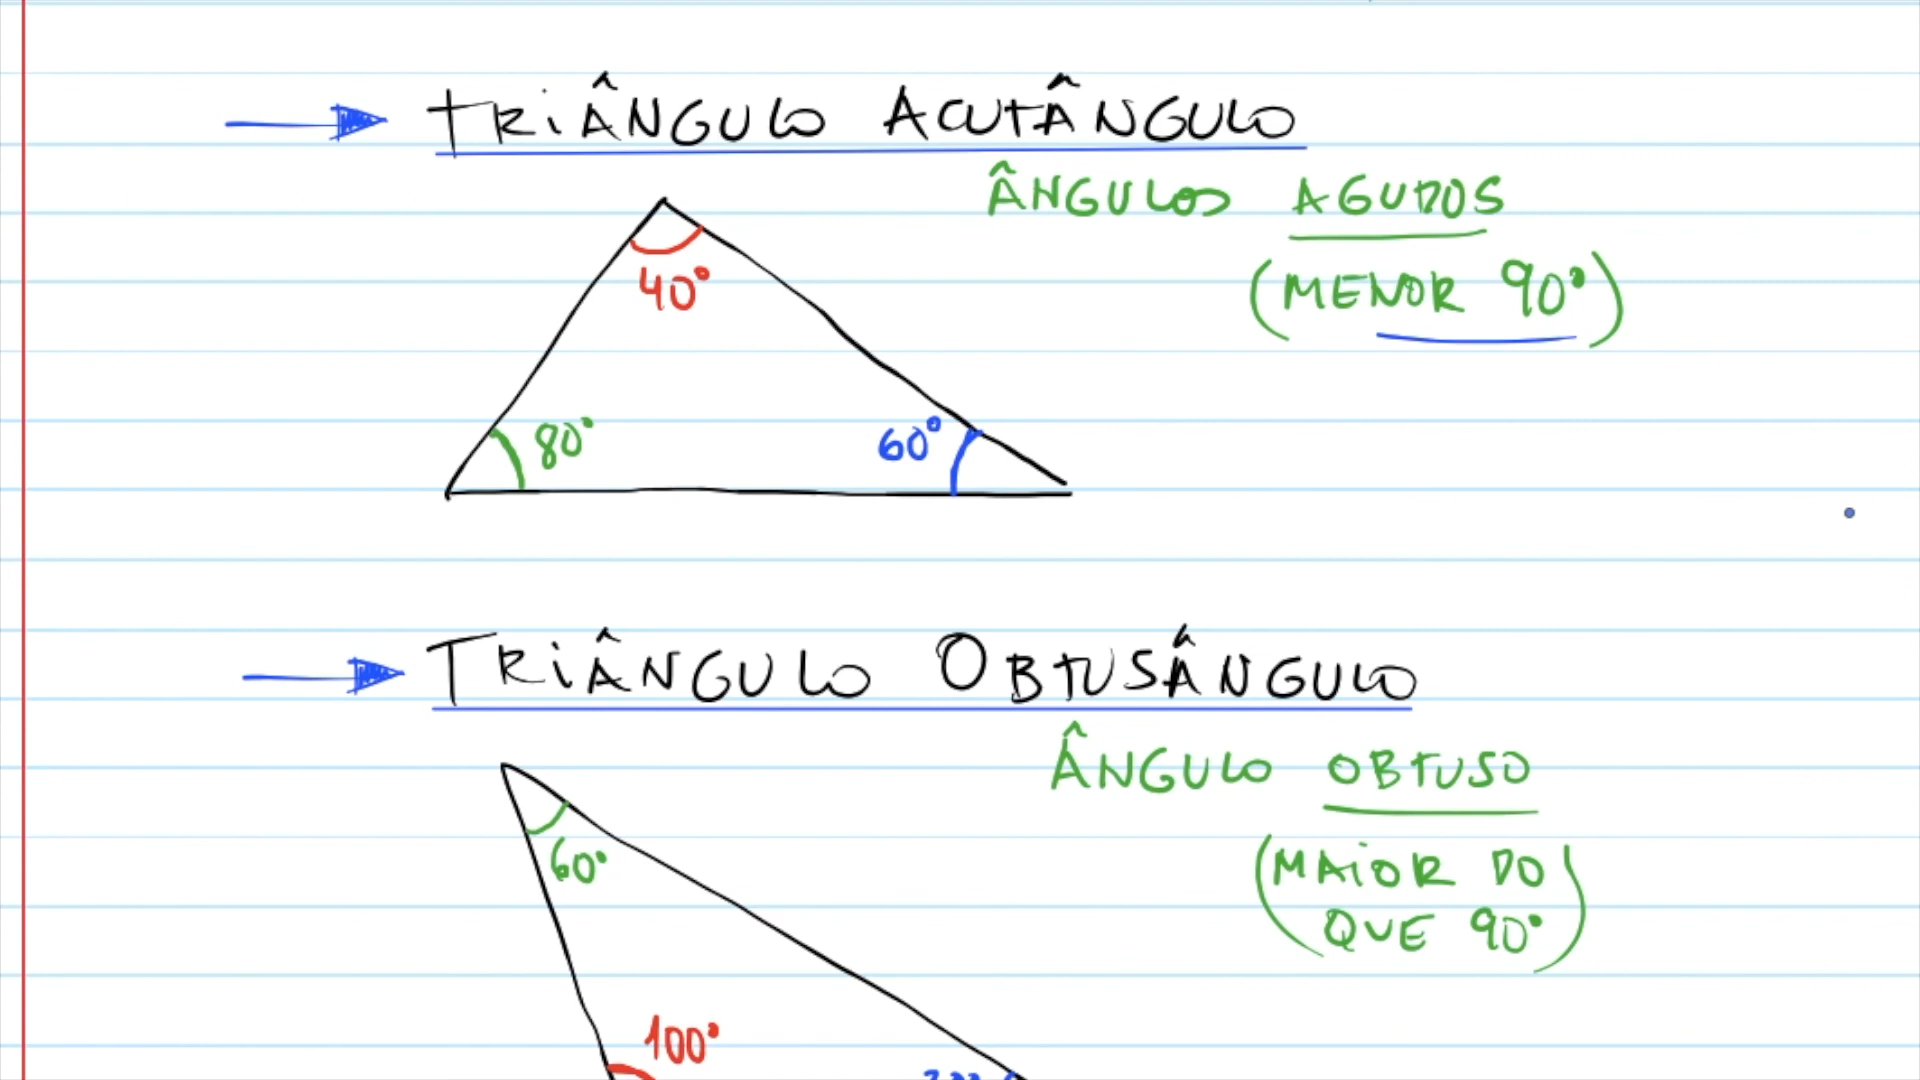 TRIÂNGULO ACUTÂNGULO
ÂNGULOS AGUDOS
(MENOR 90°)
40°
80°
60°
TRIÂNGULO OBTUSÂNGULO
ÂNGULO OBTUSO
(MAIOR DO
QUE 90°)
60°
100°